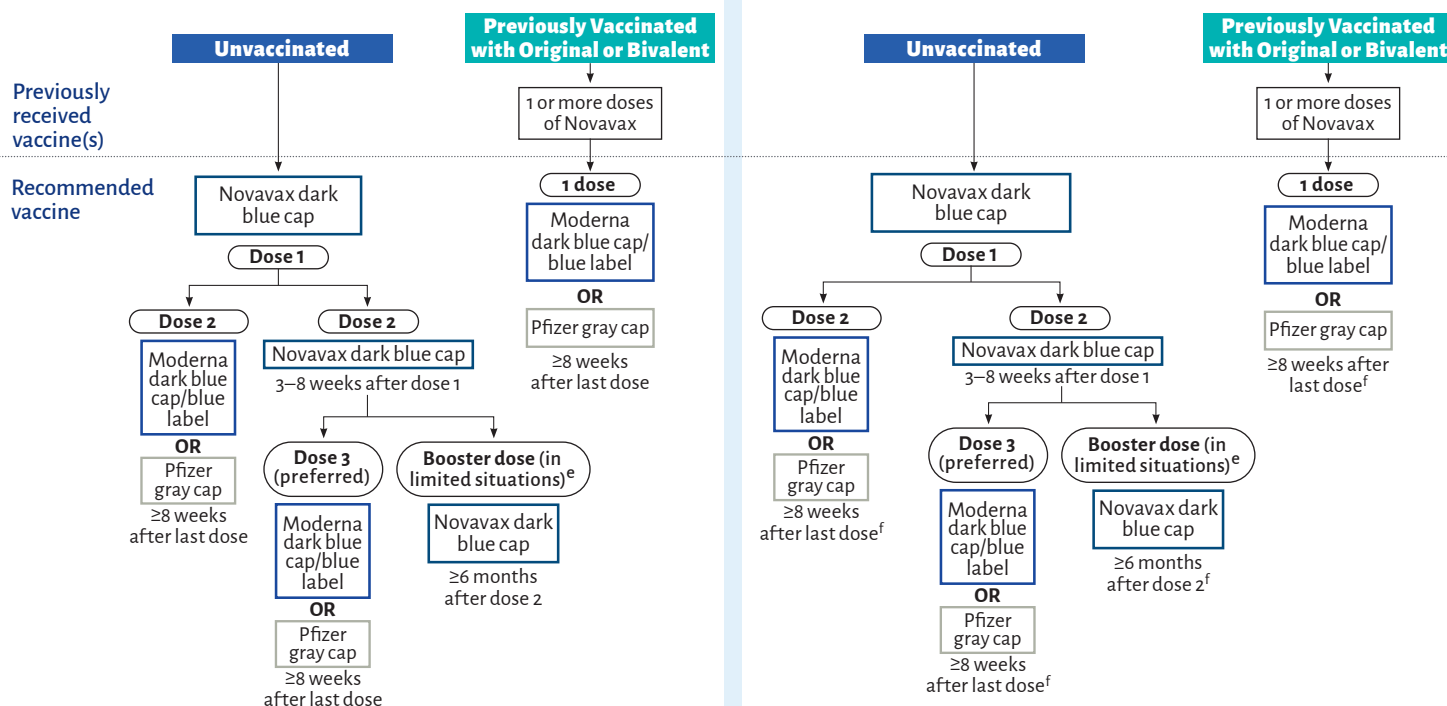 Unvaccinated
Previously Vaccinated
with Original or Bivalent
Previously
received
vaccine(s)
1 or more doses
of Novavax
Recommended
vaccine
Novavax dark
blue cap
Dose 1
Dose 2
Moderna
dark blue
cap/blue
label
OR
Pfizer
gray cap
≥8 weeks
after last dose
Dose 2
Novavax dark blue cap
3–8 weeks after dose 1
Dose 3
(preferred)
Moderna
dark blue
cap/blue
label
OR
Pfizer
gray cap
≥8 weeks
after last dose
Booster dose (in
limited situations)e
Novavax dark
blue cap
≥6 months
after dose 2
1 dose
Moderna
dark blue cap/
blue label
OR
Pfizer gray cap
≥8 weeks
after last dose
Unvaccinated
Previously Vaccinated
with Original or Bivalent
1 or more doses
of Novavax
Novavax dark
blue cap
Dose 1
Dose 2
Moderna
dark blue
cap/blue
label
OR
Pfizer
gray cap
≥8 weeks
after last dosef
Dose 2
Novavax dark blue cap
3–8 weeks after dose 1
Dose 3
(preferred)
Moderna
dark blue
cap/blue
label
OR
Pfizer
gray cap
≥8 weeks
after last dosef
Booster dose (in
limited situations)e
Novavax dark
blue cap
≥6 months
after dose 2f
1 dose
Moderna
dark blue cap/
blue label
OR
Pfizer gray cap
≥8 weeks after
last dosef